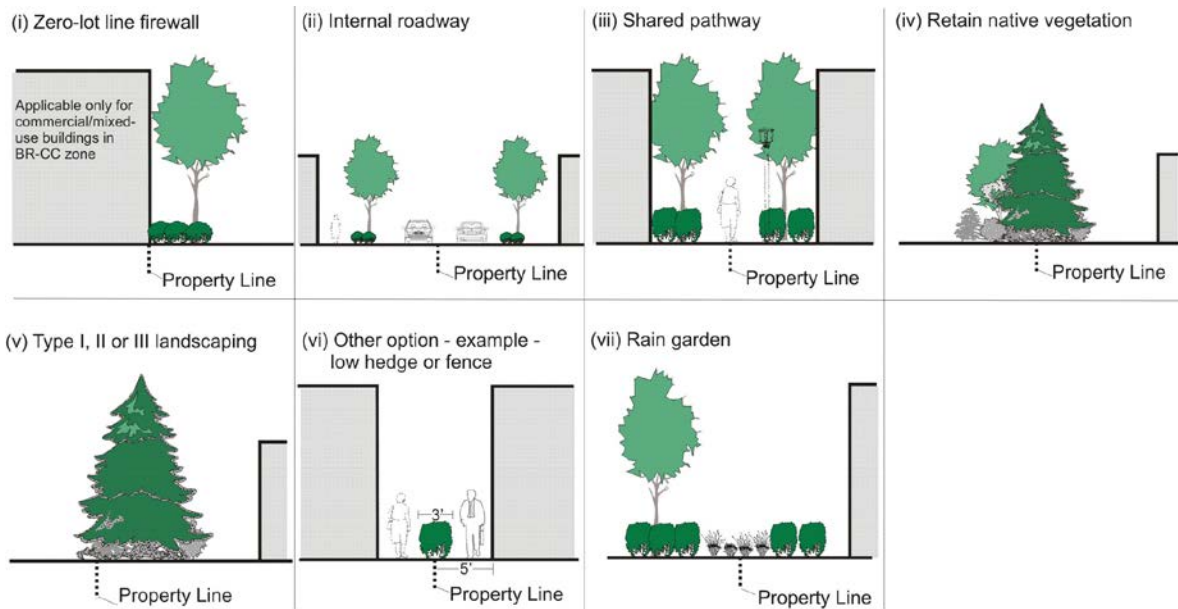 (i) Zero-lot line firewall
Applicable only for
commercial/mixed-
use buildings in
BR-CC zone
Property Line
(ii) Internal roadway
Property Line
(iii) Shared pathway
Property Line
(iv) Retain native vegetation
Property Line
(v) Type I, II or III landscaping
Property Line
(vi) Other option - example -
low hedge or fence
3'
5'
Property Line
(vii) Rain garden
Property Line